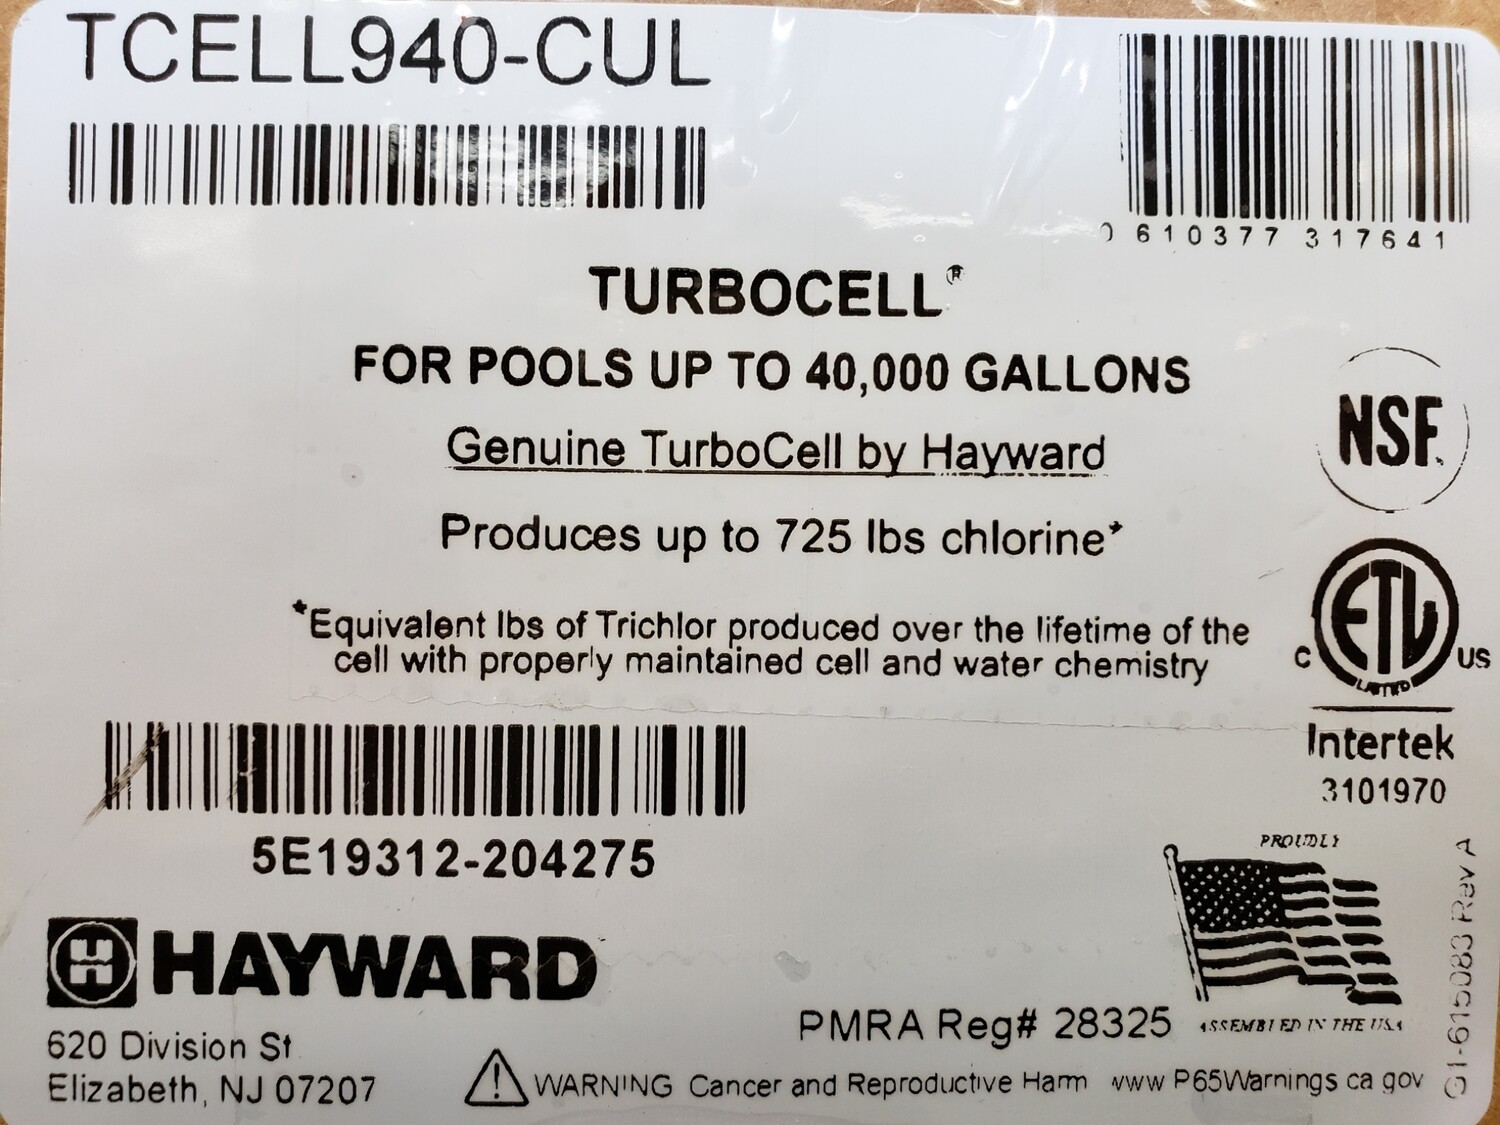 TCELL940-CUL
0 610377 317641
TURBOCELL®
FOR POOLS UP TO 40,000 GALLONS
Genuine TurboCell by Hayward
Produces up to 725 lbs chlorine*
*Equivalent lbs of Trichlor produced over the lifetime of the
cell with properly maintained cell and water chemistry
NSF.
ETL
C US
LISTED
Intertek
3101970
5E19312-204275
H HAYWARD
620 Division St
Elizabeth, NJ 07207
PROUDLY
ASSEMBLED IN THE USA
PMRA Reg# 28325
WARNING Cancer and Reproductive Harm www P65Warnings ca gov
G1-615083 Rev A